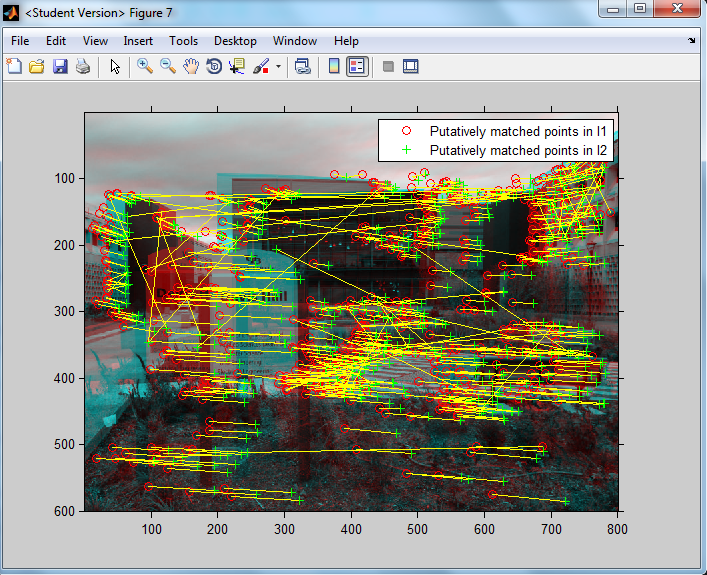 <Student Version> Figure 7
File Edit View Insert Tools Desktop Window Help
Putatively matched points in I1
Putatively matched points in I2
100
200
300
400
500
600
100 200 300 400 500 600 700 800